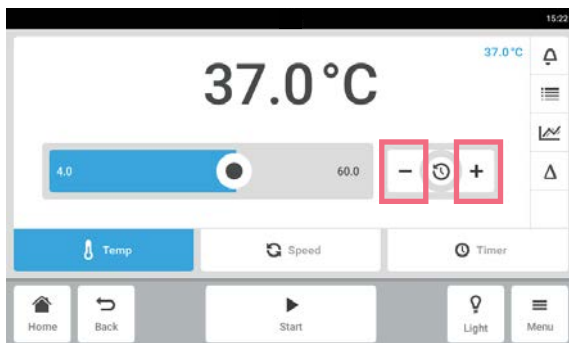 15:22
37.0°C
37.0°C
4.0
60.0
−
+
Temp
Speed
Timer
Home
Back
Start
Light
Menu